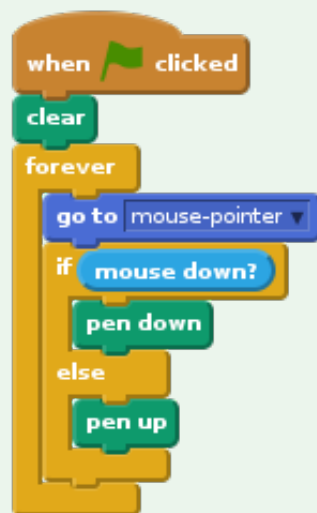 when clicked
clear
forever
go to mouse-pointer
if mouse down?
pen down
else
pen up